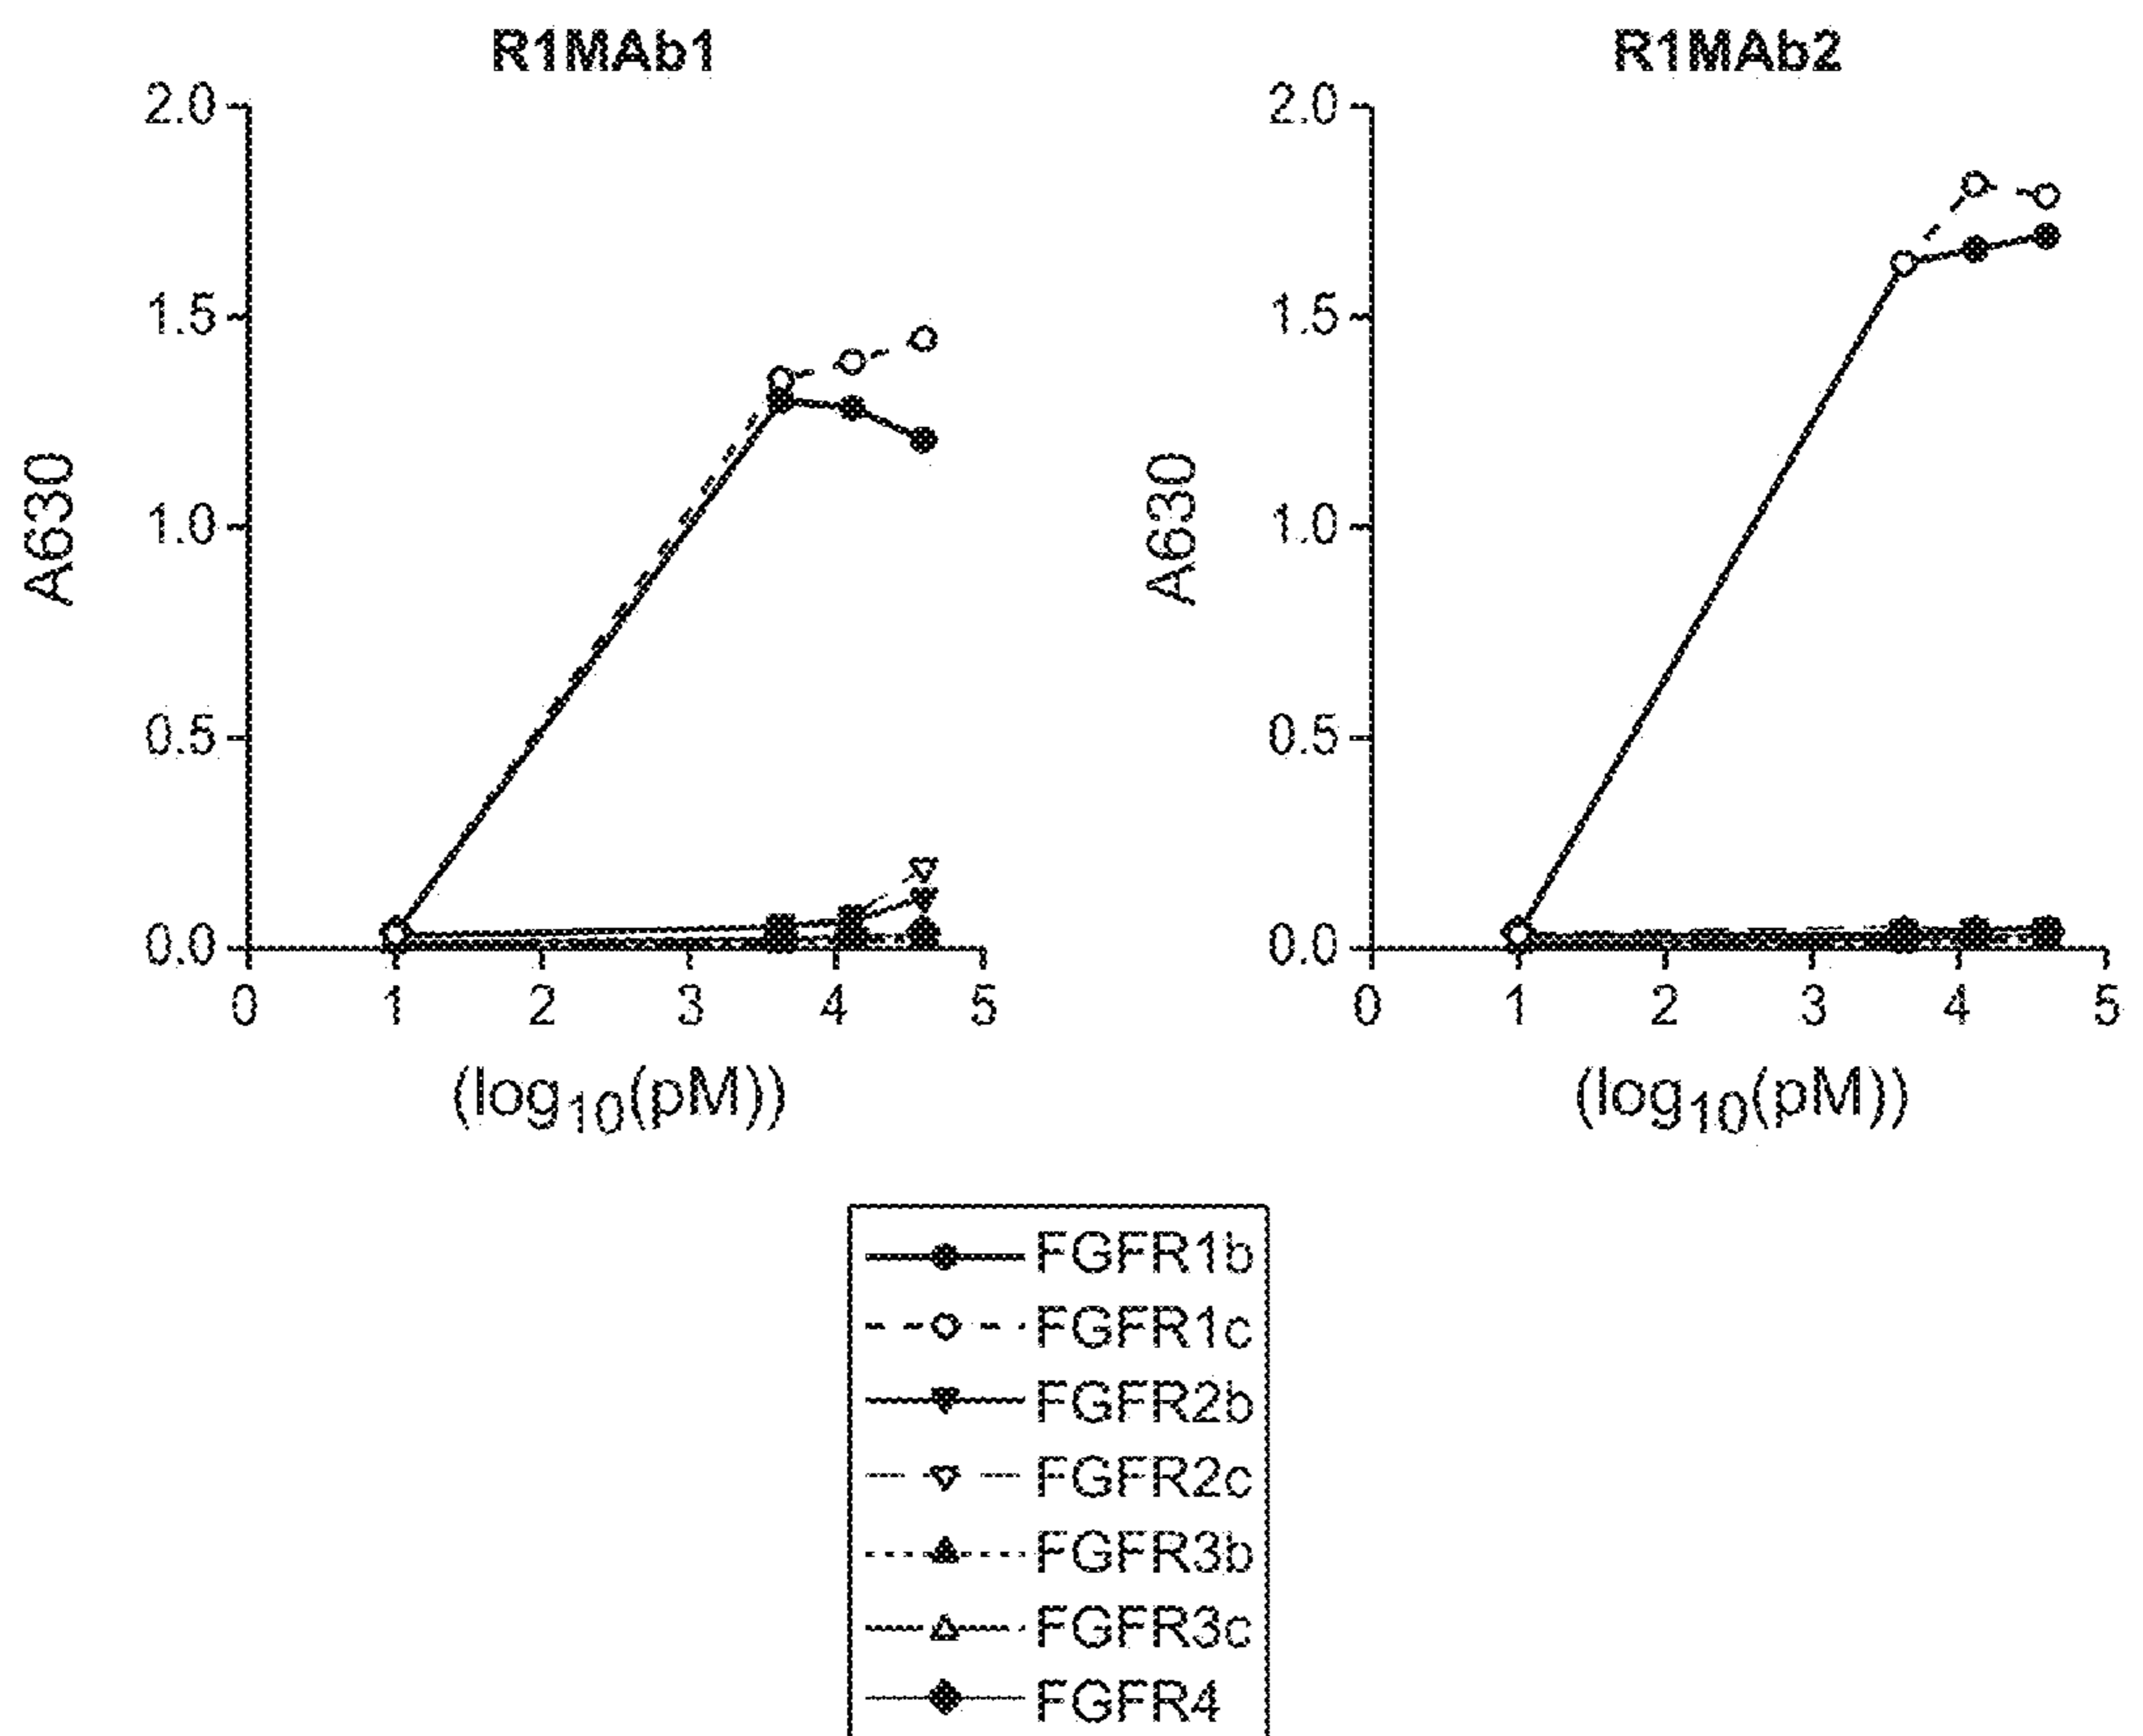 R1MAb1
R1MAb2
2.0
1.5
1.0
0.5
0.0
A630
0 1 2 3 4 5
(log10(pM))
2.0
1.5
1.0
0.5
0.0
A630
0 1 2 3 4 5
(log10(pM))
FGFR1b
FGFR1c
FGFR2b
FGFR2c
FGFR3b
FGFR3c
FGFR4